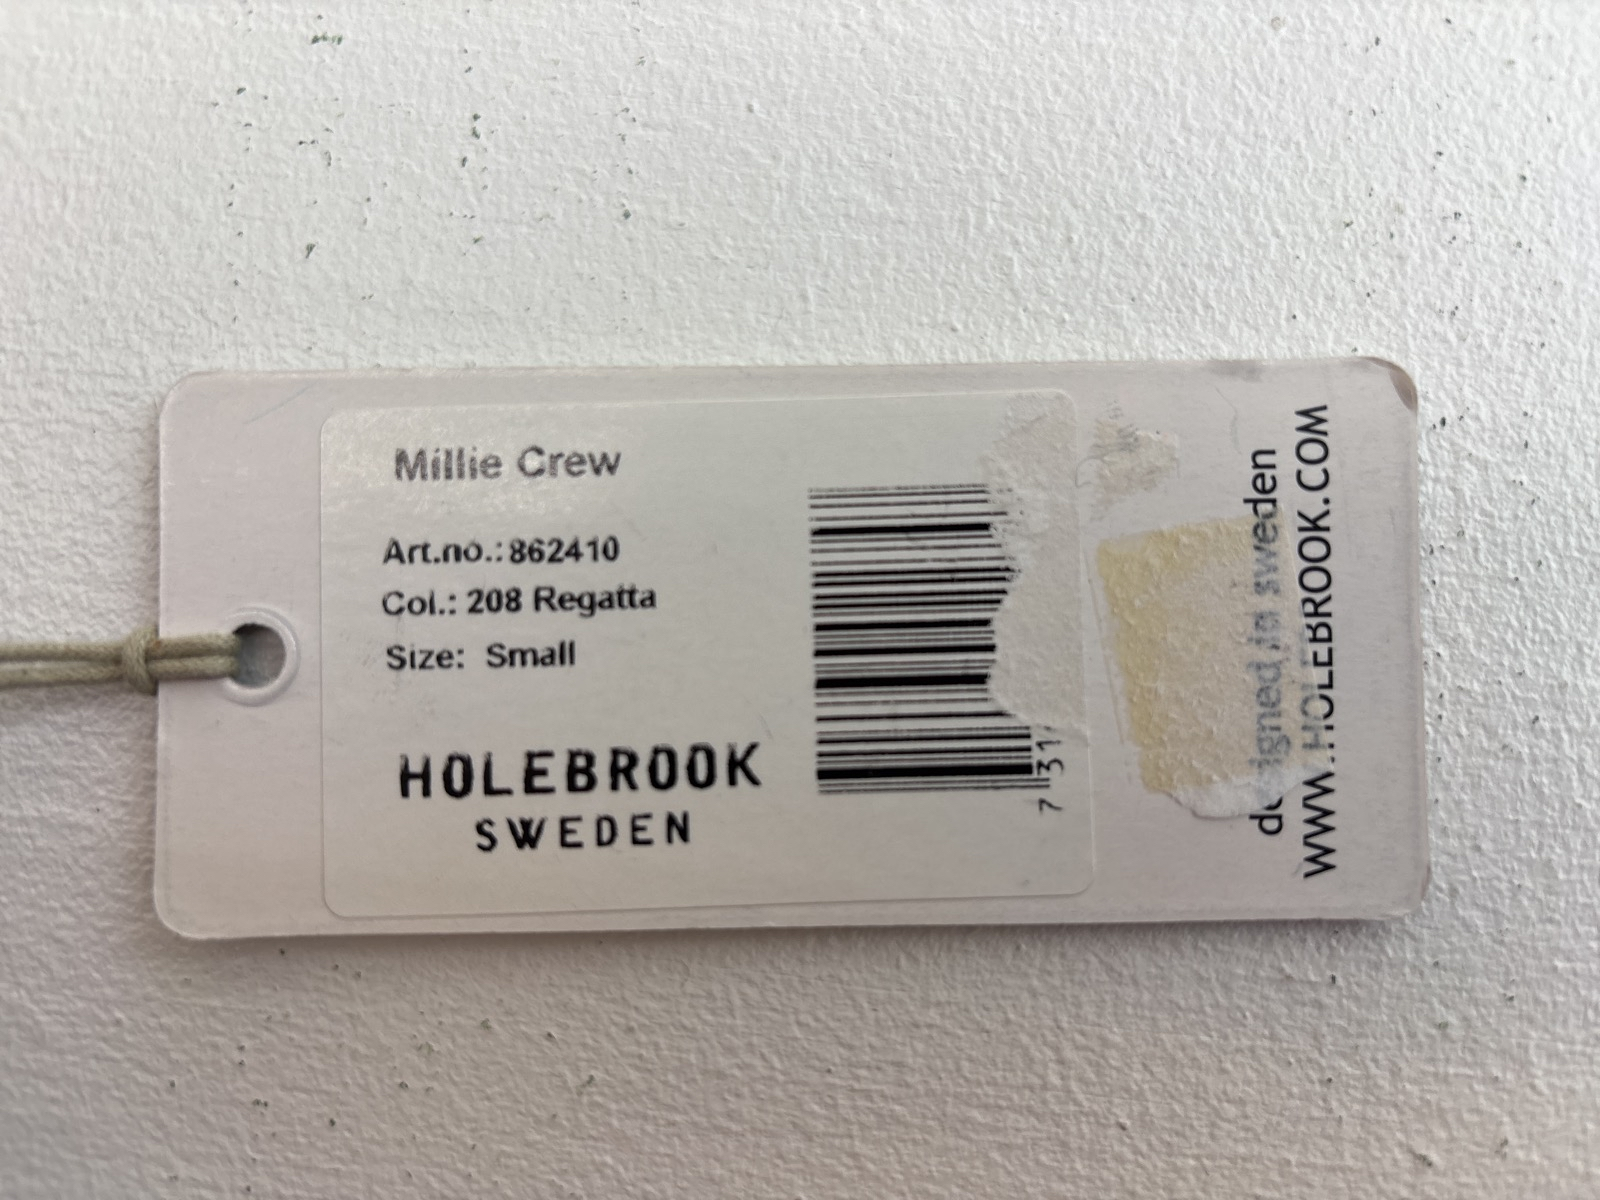 Millie Crew
Art.no.: 862410
Col.: 208 Regatta
Size: Small
HOLEBROOK
SWEDEN
7 31
designed in sweden
WWW.HOLEBROOK.COM